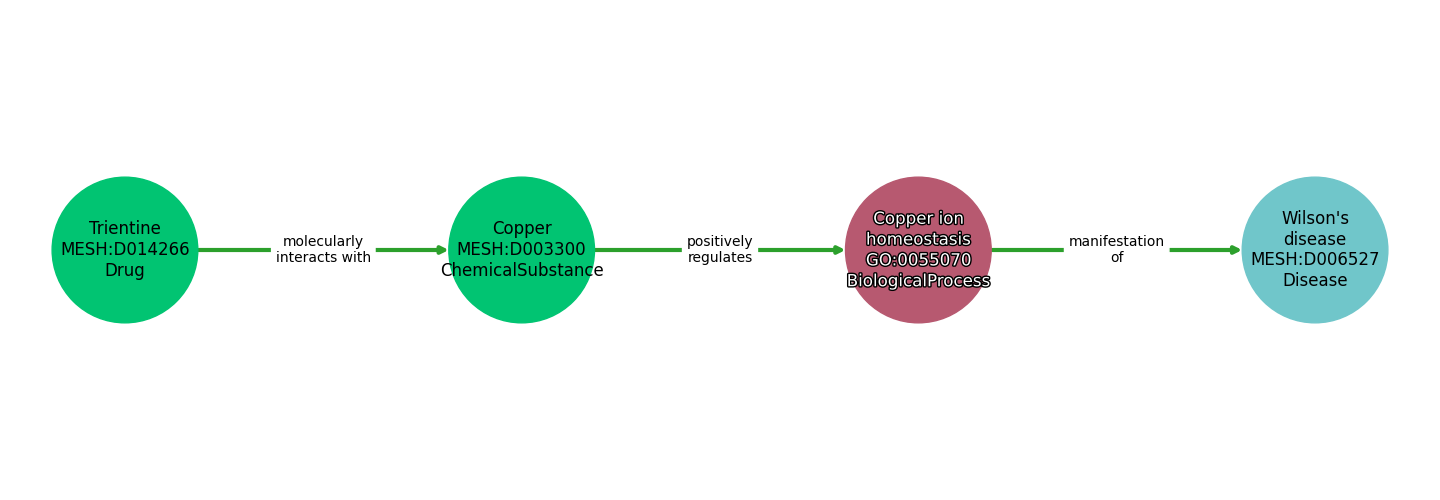 Trientine
MESH:D014266
Drug
molecularly
interacts with
Copper
MESH:D003300
ChemicalSubstance
positively
regulates
Copper ion
homeostasis
GO:0055070
BiologicalProcess
manifestation
of
Wilson's
disease
MESH:D006527
Disease